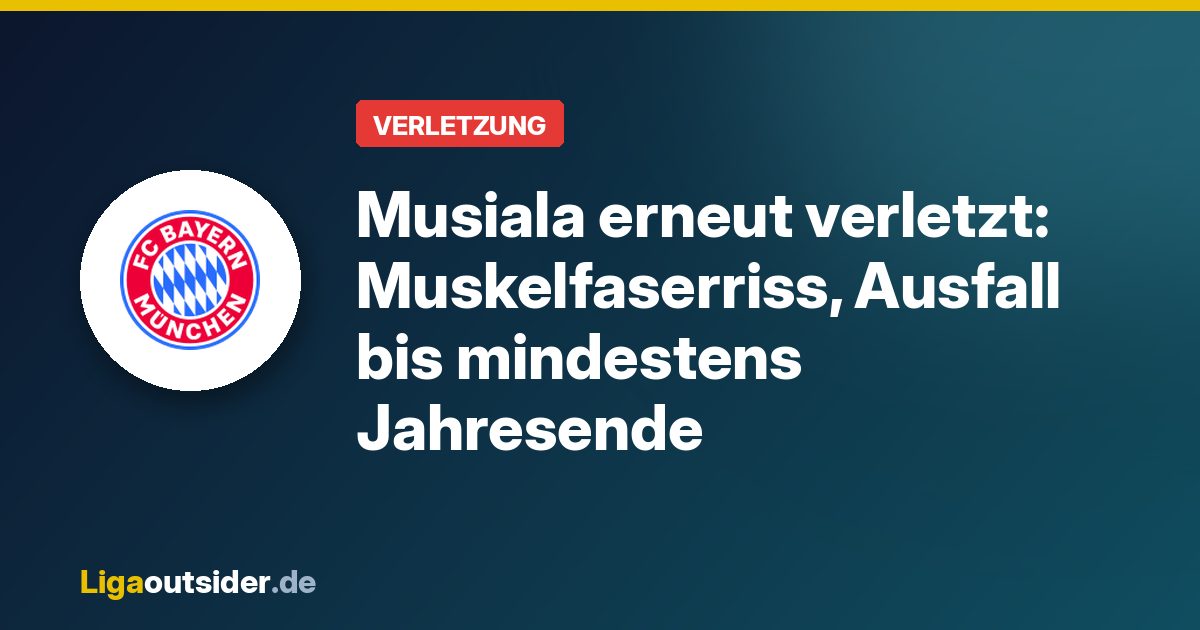 VERLETZUNG
FC BAYERN
MÜNCHEN
Musiala erneut verletzt:
Muskelfaserriss, Ausfall
bis mindestens
Jahresende
Ligaoutsider.de